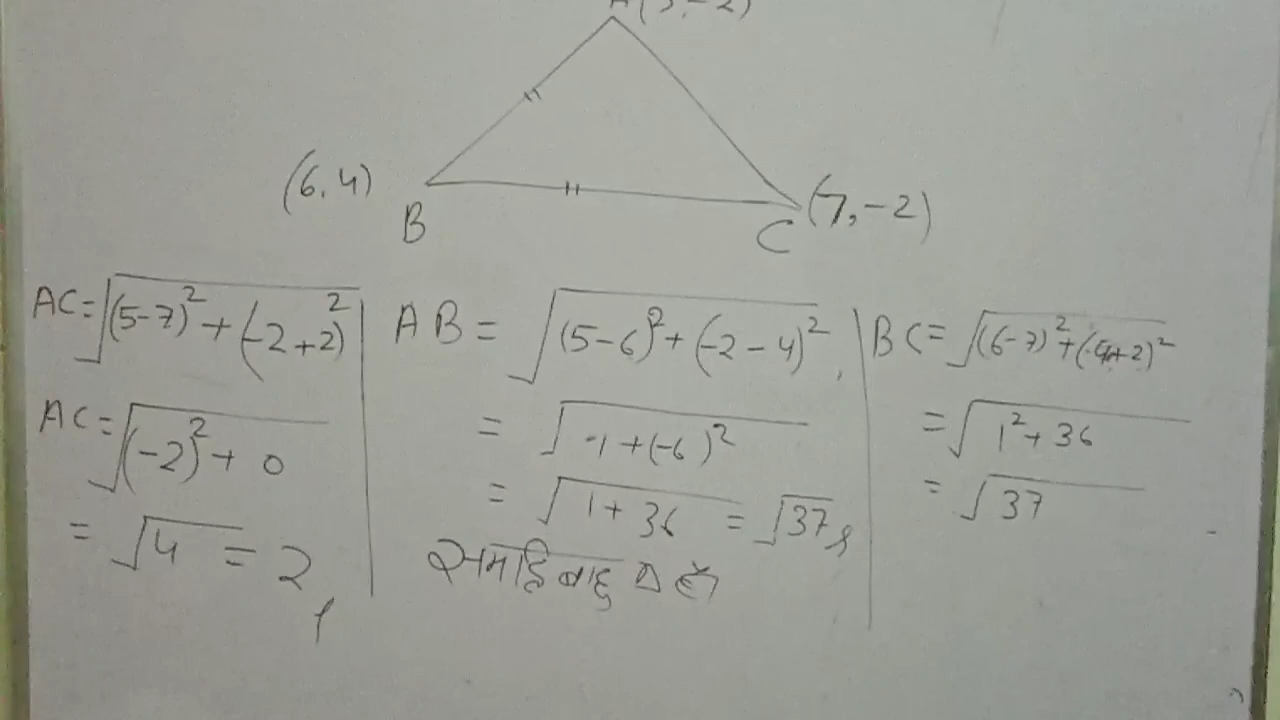 (6, 4)
B
C
(7, -2)
AC = √(5-7)² + (-2+2)²
AC = √(-2)² + 0
= √4 = 2
AB = √(5-6)² + (-2-4)²
= √-1 + (-6)²
= √1 + 36 = √37
समद्विबाहु △ है।
BC = √(6-7)² + (4+2)²
= √1² + 36
= √37